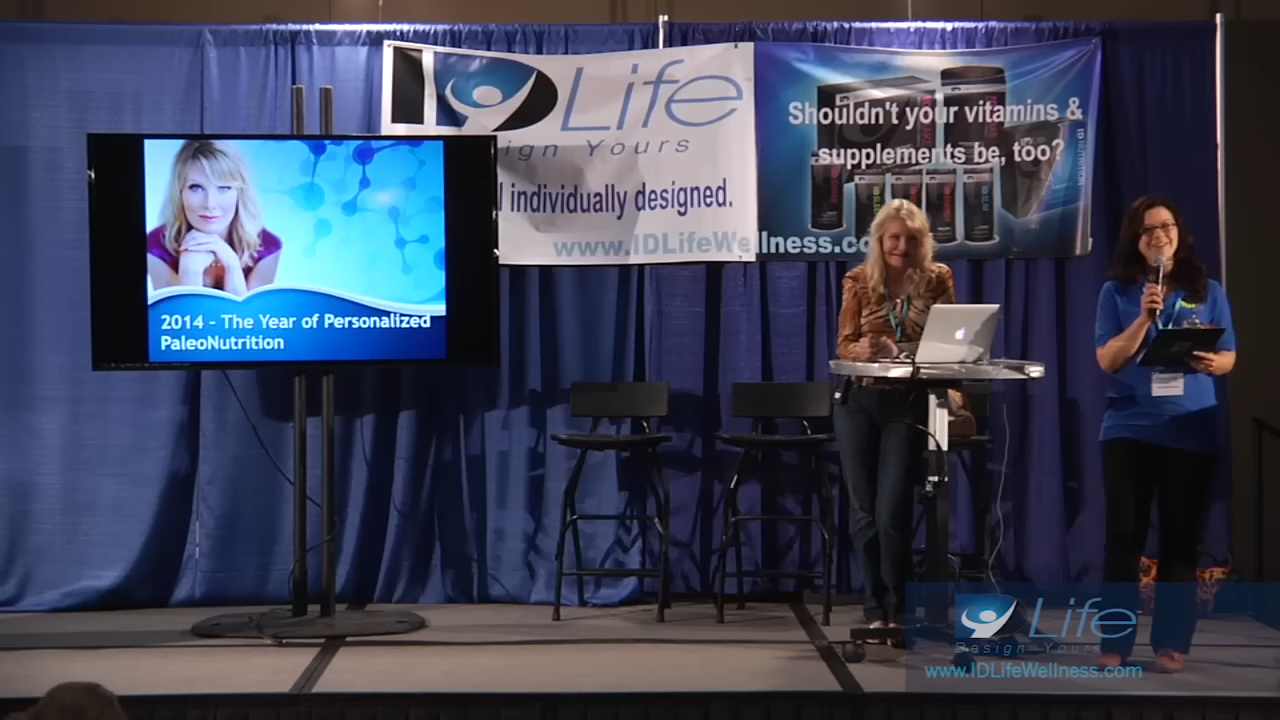 2014 - The Year of Personalized
PaleoNutrition
ID Life
ign Yours
l individually designed.
www.IDLifeWellness.co
Shouldn't your vitamins &
supplements be, too?
Life
Design Yours
www.IDLifeWellness.com